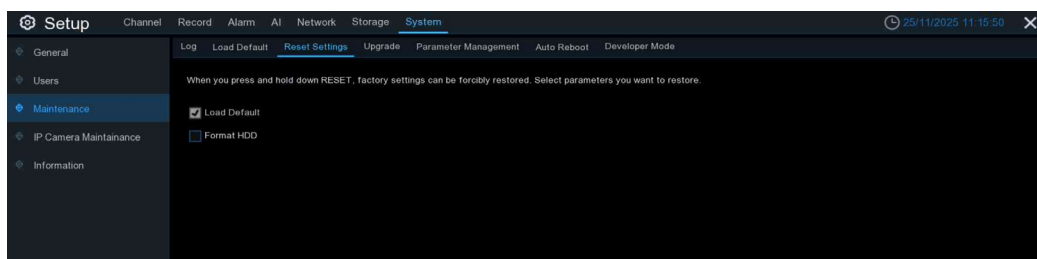 Setup Channel Record Alarm AI Network Storage System 25/11/2025 11:15:50
General
Log Load Default Reset Settings Upgrade Parameter Management Auto Reboot Developer Mode
Users
When you press and hold down RESET, factory settings can be forcibly restored. Select parameters you want to restore.
Maintenance
Load Default
IP Camera Maintainance
Format HDD
Information